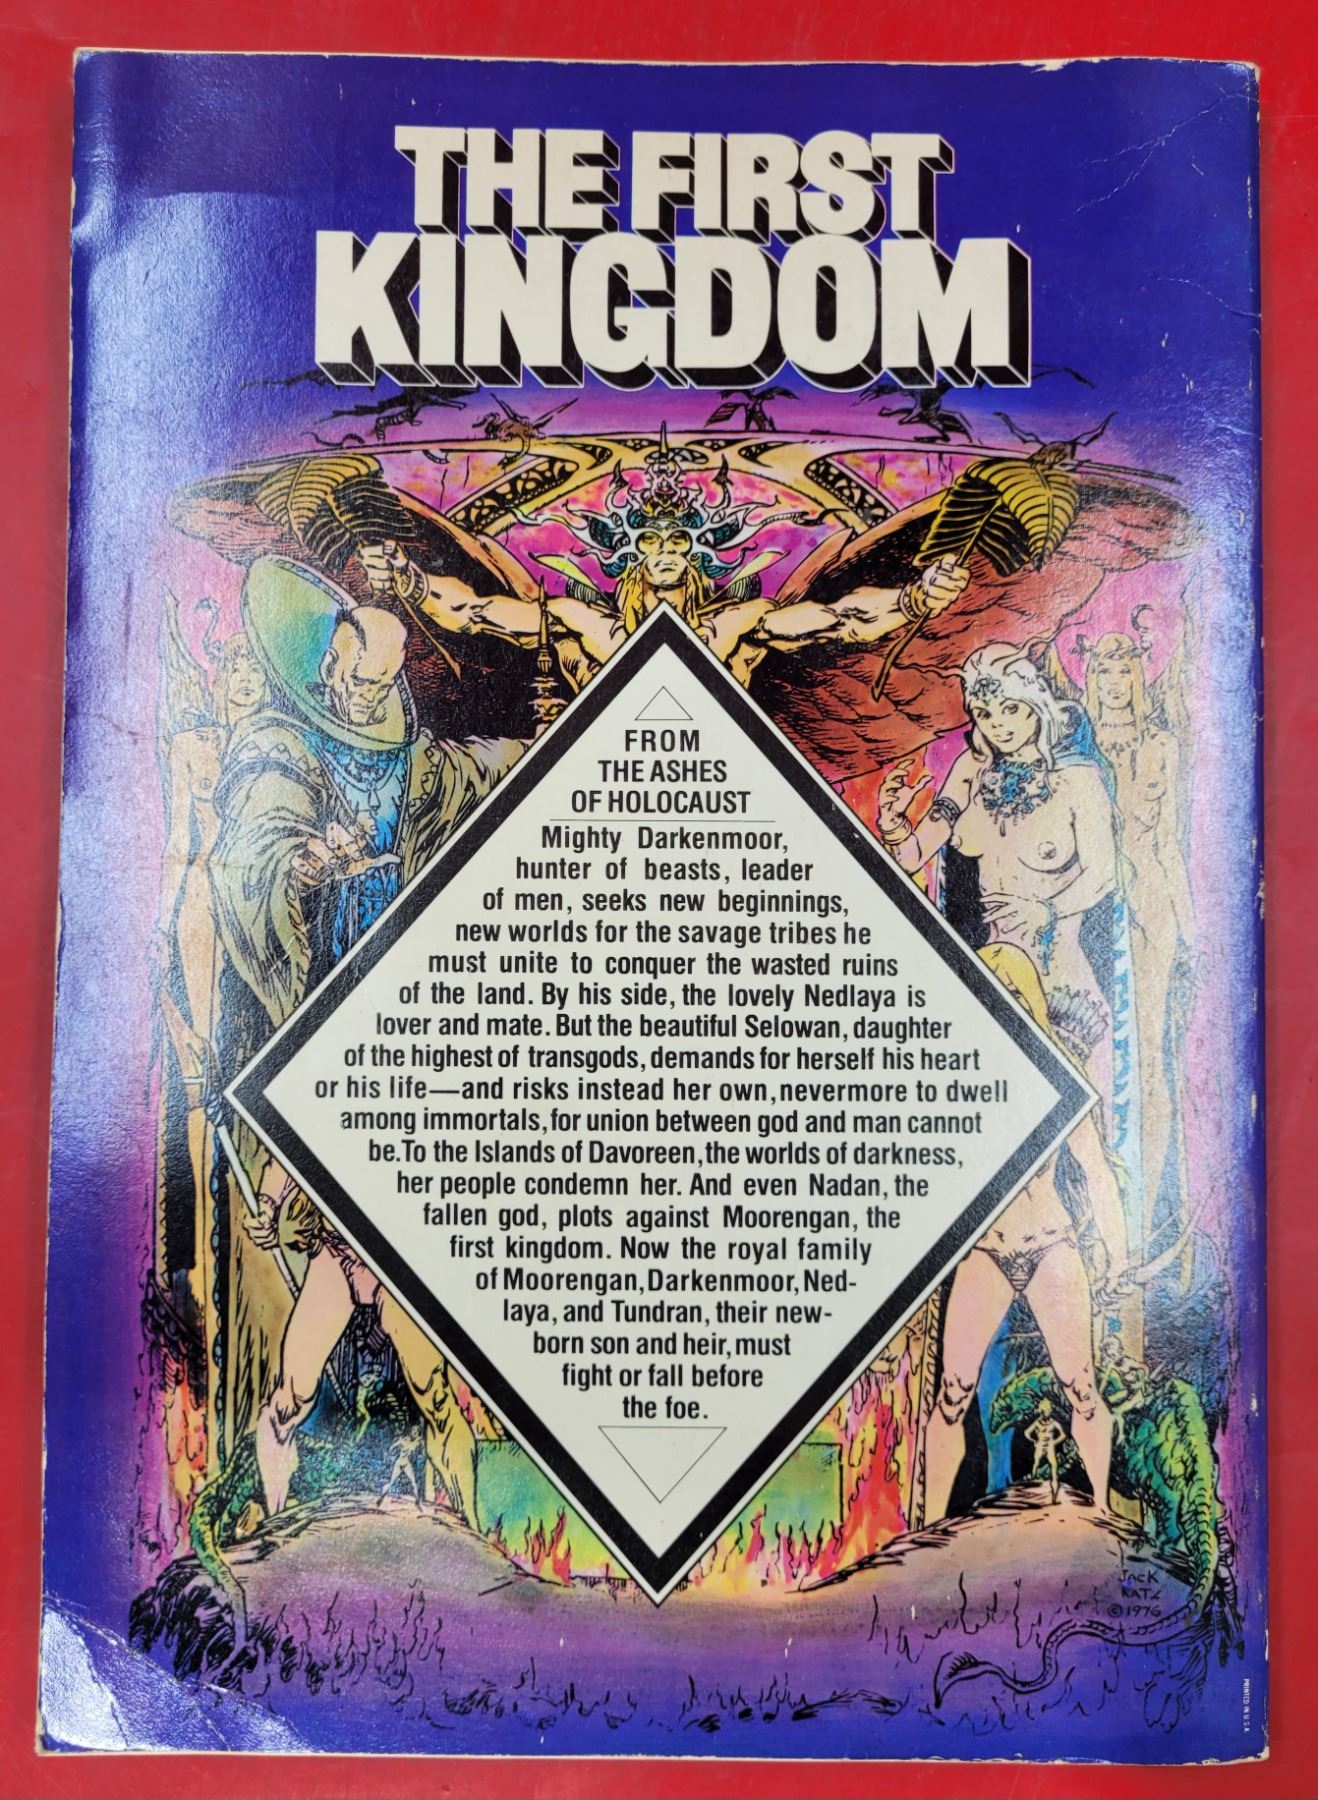 THE FIRST
KINGDOM
FROM
THE ASHES
OF HOLOCAUST
Mighty Darkenmoor,
hunter of beasts, leader
of men, seeks new beginnings,
new worlds for the savage tribes he
must unite to conquer the wasted ruins
of the land. By his side, the lovely Nedlaya is
lover and mate. But the beautiful Selowan, daughter
of the highest of transgods, demands for herself his heart
or his life—and risks instead her own, nevermore to dwell
among immortals, for union between god and man cannot
be. To the Islands of Davoreen, the worlds of darkness,
her people condemn her. And even Nadan, the
fallen god, plots against Moorengan, the
first kingdom. Now the royal family
of Moorengan, Darkenmoor, Ned-
laya, and Tundran, their new-
born son and heir, must
fight or fall before
the foe.
JACK
KATZ
©1976
PRINTED IN U.S.A.